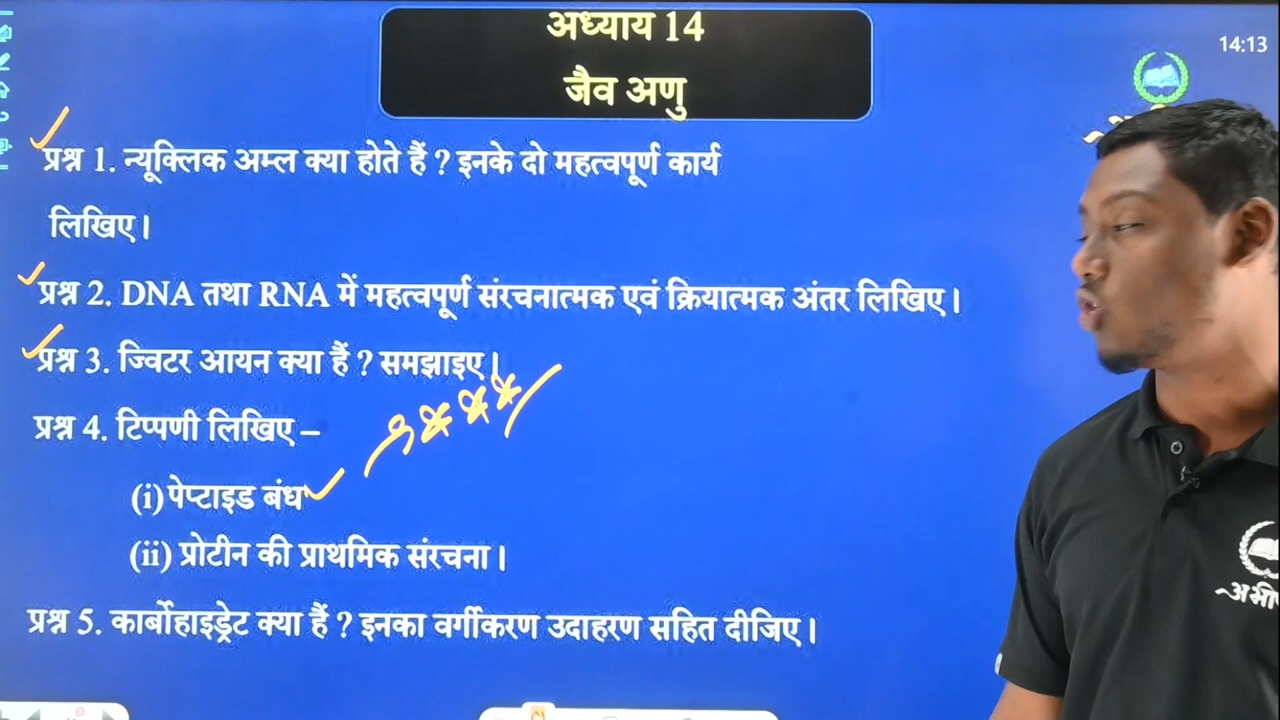 अध्याय 14
14:13
जैव अणु
प्रश्न 1. न्यूक्लिक अम्ल क्या होते हैं ? इनके दो महत्वपूर्ण कार्य
लिखिए।
प्रश्न 2. DNA तथा RNA में महत्वपूर्ण संरचनात्मक एवं क्रियात्मक अंतर लिखिए।
प्रश्न 3. ज्विटर आयन क्या हैं ? समझाइए।
प्रश्न 4. टिप्पणी लिखिए –
(i) पेप्टाइड बंध
(ii) प्रोटीन की प्राथमिक संरचना।
प्रश्न 5. कार्बोहाइड्रेट क्या हैं ? इनका वर्गीकरण उदाहरण सहित दीजिए।